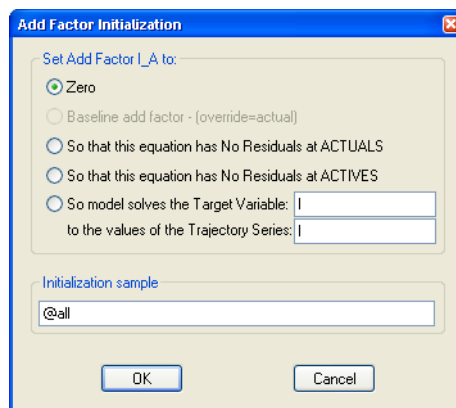 Add Factor Initialization
Set Add Factor I_A to:
Zero
Baseline add factor - (override=actual)
So that this equation has No Residuals at ACTUALS
So that this equation has No Residuals at ACTIVES
So model solves the Target Variable: I
to the values of the Trajectory Series: I
Initialization sample
@all
OK Cancel